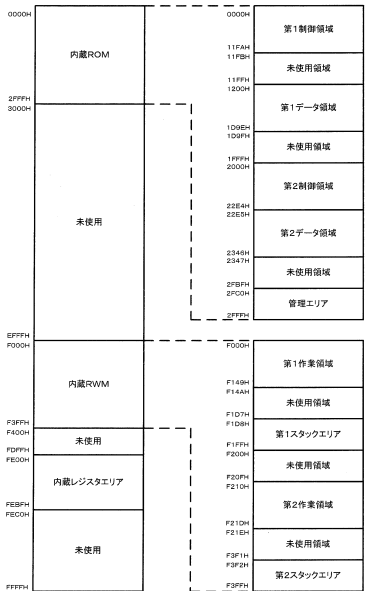 0000H
内蔵ROM
2FFFH
3000H
未使用
EFFFH
F000H
内蔵RWM
F3FFH
F400H
未使用
FDFFH
FE00H
内蔵レジスタエリア
FEBFH
FEC0H
未使用
FFFFH
0000H
第1制御領域
11FAH
11FBH
未使用領域
11FFH
1200H
第1データ領域
1D9EH
1D9FH
未使用領域
1FFFH
2000H
第2制御領域
22E4H
22E5H
第2データ領域
2346H
2347H
未使用領域
2FBFH
2FC0H
管理エリア
2FFFH
F000H
第1作業領域
F149H
F14AH
未使用領域
F1D7H
F1D8H
第1スタックエリア
F1FFH
F200H
未使用領域
F20FH
F210H
第2作業領域
F21DH
F21EH
未使用領域
F3F1H
F3F2H
第2スタックエリア
F3FFH